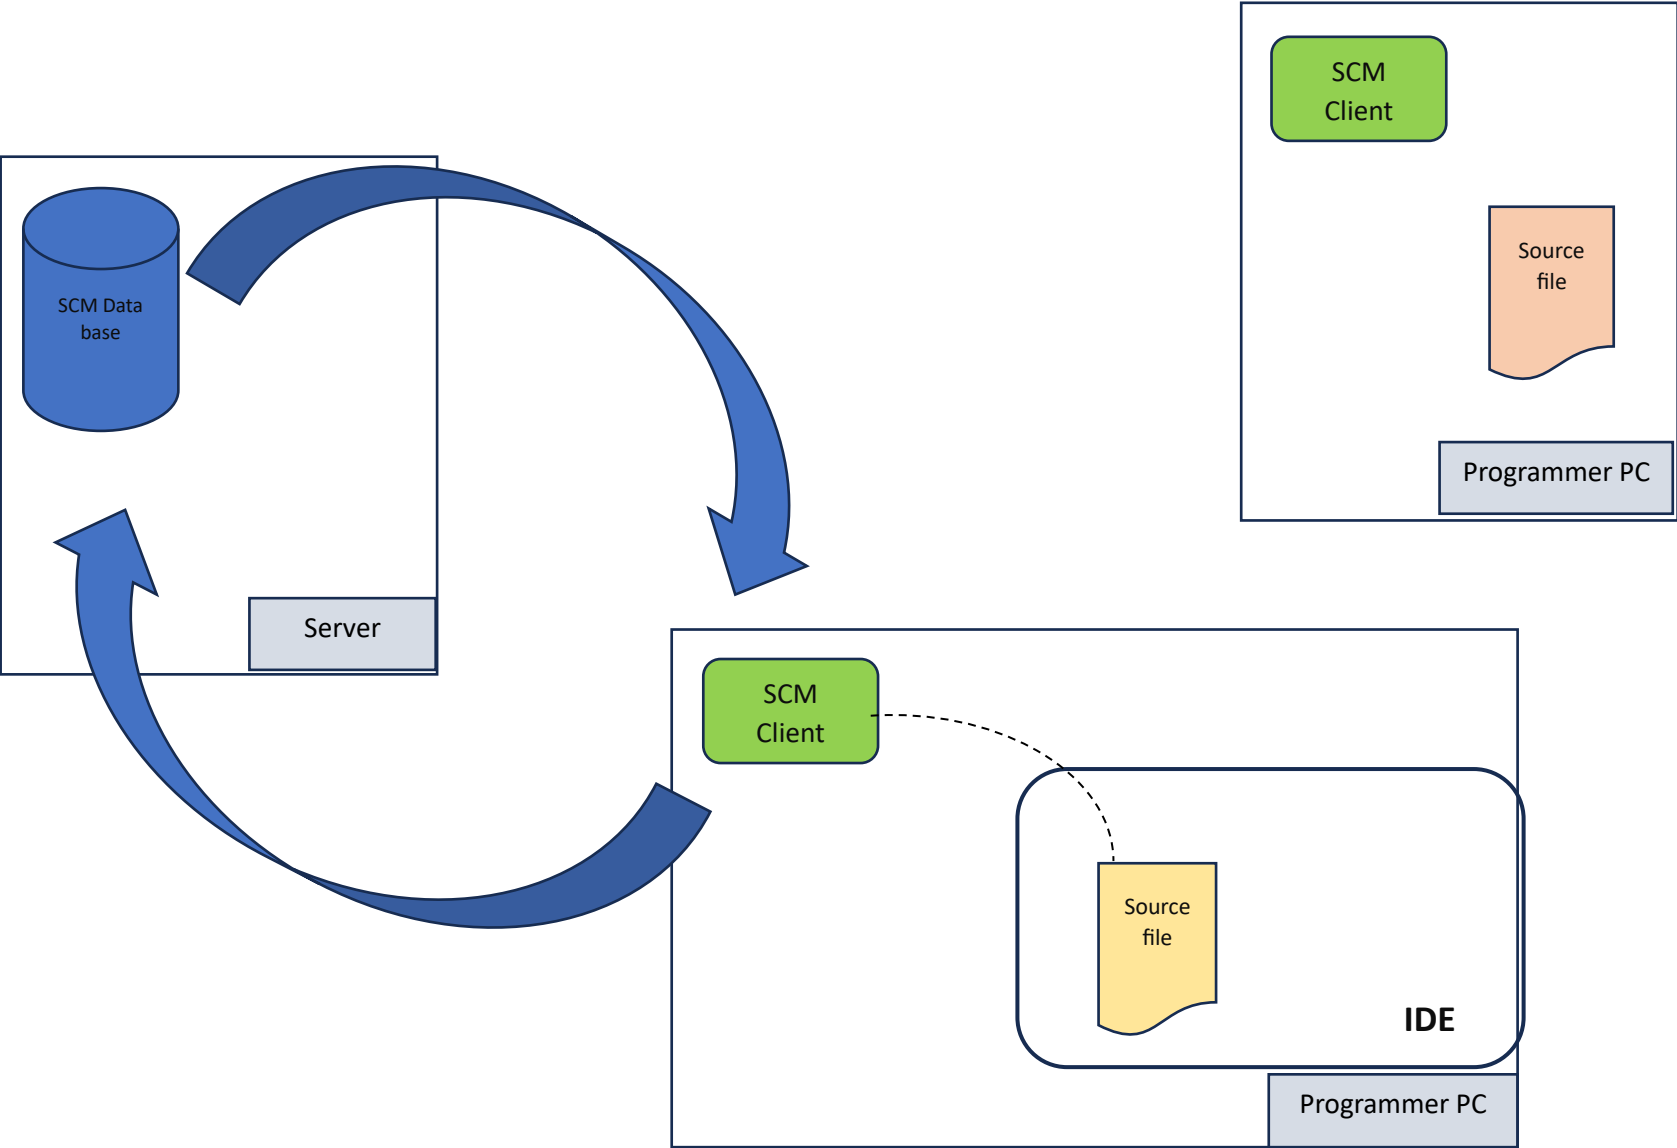 SCM
Client
Source
file
Programmer PC
SCM Data
base
Server
SCM
Client
Source
file
IDE
Programmer PC